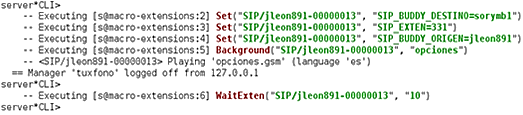 server*CLI>
-- Executing [s@macro-extensions:2] Set("SIP/jleon891-00000013", "SIP_BUDDY_DESTINO=sorymb1")
-- Executing [s@macro-extensions:3] Set("SIP/jleon891-00000013", "SIP_EXTEN=331")
-- Executing [s@macro-extensions:4] Set("SIP/jleon891-00000013", "SIP_BUDDY_ORIGEN=jleon891")
-- Executing [s@macro-extensions:5] Background("SIP/jleon891-00000013", "opciones")
-- <SIP/jleon891-00000013> Playing 'opciones.gsm' (language 'es')
== Manager 'tuxfono' logged off from 127.0.0.1
server*CLI>
-- Executing [s@macro-extensions:6] WaitExten("SIP/jleon891-00000013", "10")
server*CLI>